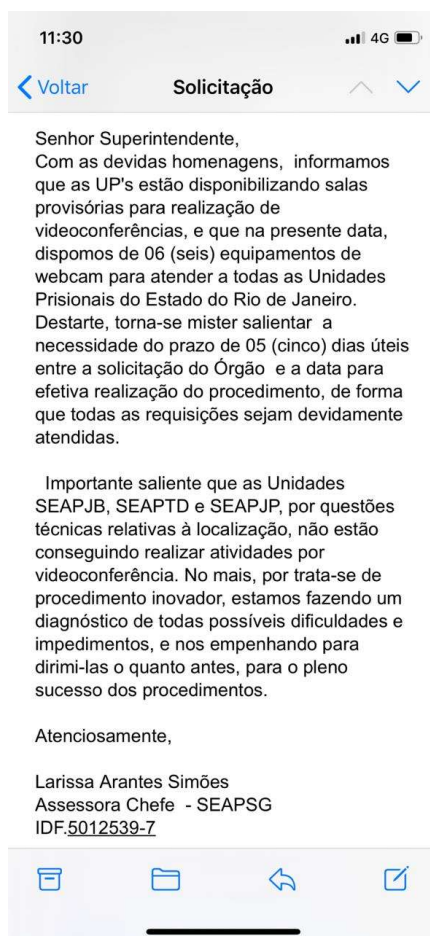 11:30 4G
Voltar Solicitação
Senhor Superintendente,
Com as devidas homenagens, informamos
que as UP's estão disponibilizando salas
provisórias para realização de
videoconferências, e que na presente data,
dispomos de 06 (seis) equipamentos de
webcam para atender a todas as Unidades
Prisionais do Estado do Rio de Janeiro.
Destarte, torna-se mister salientar a
necessidade do prazo de 05 (cinco) dias úteis
entre a solicitação do Órgão e a data para
efetiva realização do procedimento, de forma
que todas as requisições sejam devidamente
atendidas.
Importante saliente que as Unidades
SEAPJB, SEAPTD e SEAPJP, por questões
técnicas relativas à localização, não estão
conseguindo realizar atividades por
videoconferência. No mais, por trata-se de
procedimento inovador, estamos fazendo um
diagnóstico de todas possíveis dificuldades e
impedimentos, e nos empenhando para
dirimi-las o quanto antes, para o pleno
sucesso dos procedimentos.
Atenciosamente,
Larissa Arantes Simões
Assessora Chefe - SEAPSG
IDF.5012539-7